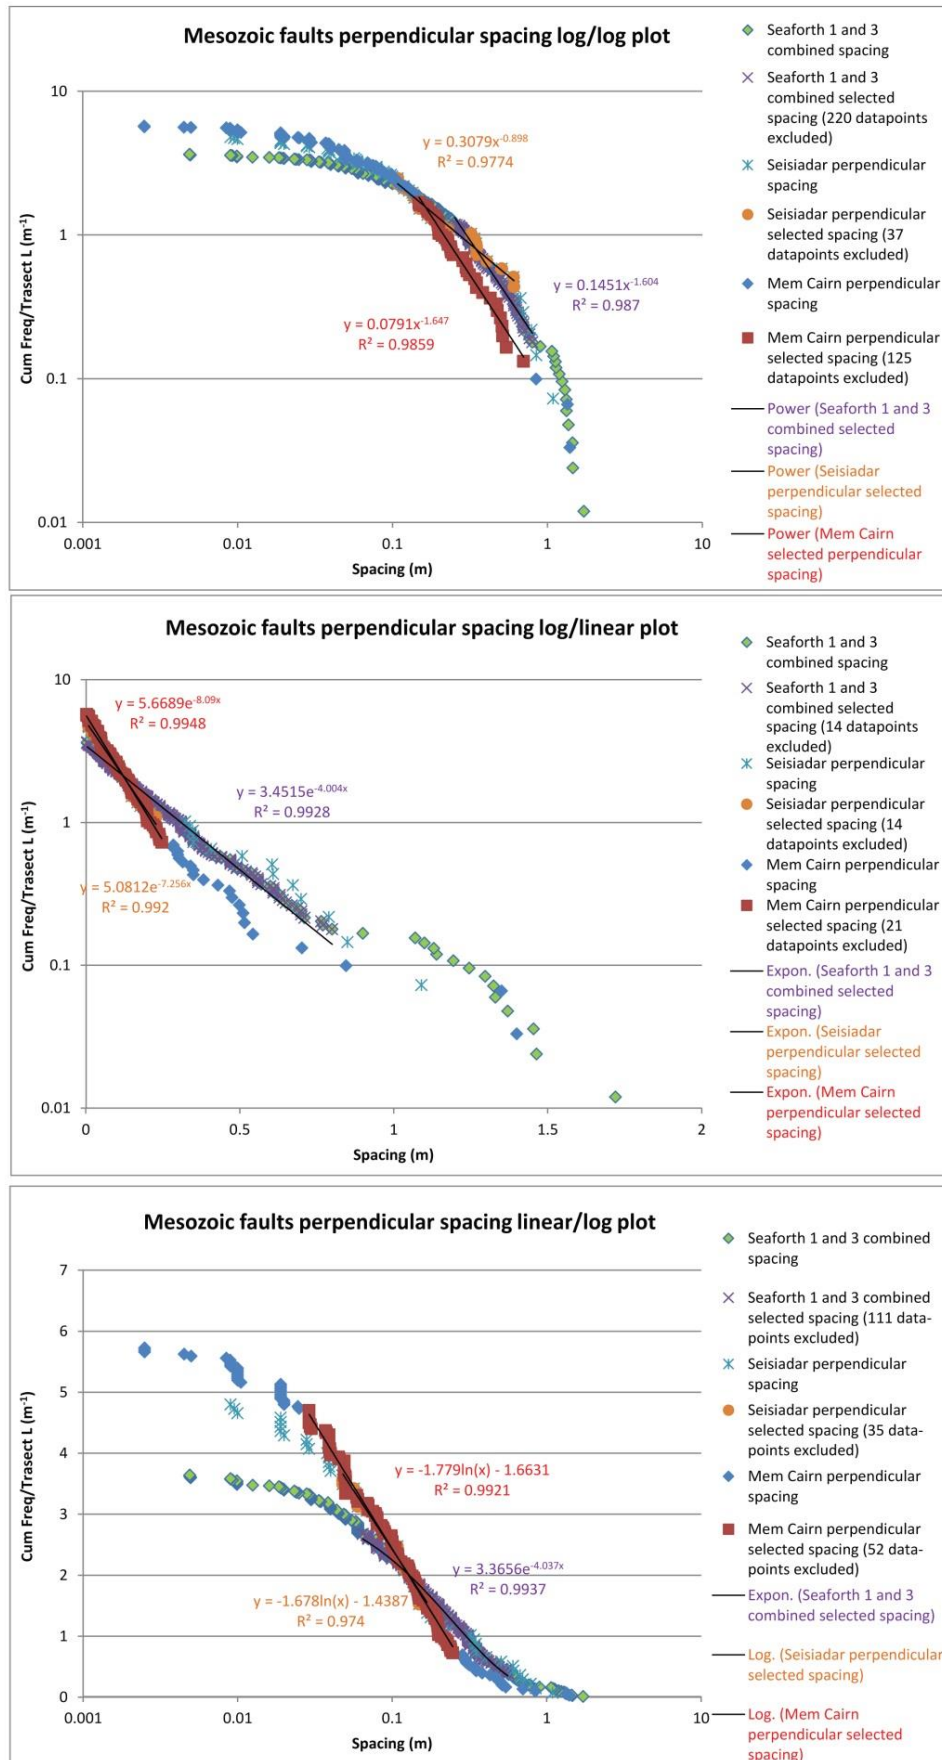 Mesozoic faults perpendicular spacing log/log plot
Cum Freq/Trasect L (m⁻¹)
10
1
0.1
0.01
0.001
0.01
0.1
1
10
Spacing (m)
y = 0.3079x⁻⁰·⁸⁹⁸
R² = 0.9774
y = 0.1451x⁻¹·⁶⁰⁴
R² = 0.987
y = 0.0791x⁻¹·⁶⁴⁷
R² = 0.9859
Seaforth 1 and 3
combined spacing
Seaforth 1 and 3
combined selected
spacing (220 datapoints
excluded)
Seisiadar perpendicular
spacing
Seisiadar perpendicular
selected spacing (37
datapoints excluded)
Mem Cairn perpendicular
spacing
Mem Cairn perpendicular
selected spacing (125
datapoints excluded)
Power (Seaforth 1 and 3
combined selected
spacing)
Power (Seisiadar
perpendicular selected
spacing)
Power (Mem Cairn
selected perpendicular
spacing)
Mesozoic faults perpendicular spacing log/linear plot
Cum Freq/Trasect L (m⁻¹)
10
1
0.1
0.01
0
0.5
1
1.5
2
Spacing (m)
y = 5.6689e⁻⁸·⁰⁹ˣ
R² = 0.9948
y = 3.4515e⁻⁴·⁰⁰⁴ˣ
R² = 0.9928
y = 5.0812e⁻⁷·²⁵⁶ˣ
R² = 0.992
Seaforth 1 and 3
combined spacing
Seaforth 1 and 3
combined selected
spacing (14 datapoints
excluded)
Seisiadar perpendicular
spacing
Seisiadar perpendicular
selected spacing (14
datapoints excluded)
Mem Cairn perpendicular
spacing
Mem Cairn perpendicular
selected spacing (21
datapoints excluded)
Expon. (Seaforth 1 and 3
combined selected
spacing)
Expon. (Seisiadar
perpendicular selected
spacing)
Expon. (Mem Cairn
perpendicular selected
spacing)
Mesozoic faults perpendicular spacing linear/log plot
Cum Freq/Trasect L (m⁻¹)
7
6
5
4
3
2
1
0
0.001
0.01
0.1
1
10
Spacing (m)
y = -1.779ln(x) - 1.6631
R² = 0.9921
y = 3.3656e⁻⁴·⁰³⁷ˣ
R² = 0.9937
y = -1.678ln(x) - 1.4387
R² = 0.974
Seaforth 1 and 3 combined
spacing
Seaforth 1 and 3 combined
selected spacing (111 data-
points excluded)
Seisiadar perpendicular
spacing
Seisiadar perpendicular
selected spacing (35 data-
points excluded)
Mem Cairn perpendicular
spacing
Mem Cairn perpendicular
selected spacing (52 data-
points excluded)
Expon. (Seaforth 1 and 3
combined selected spacing)
Log. (Seisiadar perpendicular
selected spacing)
Log. (Mem Cairn
perpendicular selected
spacing)